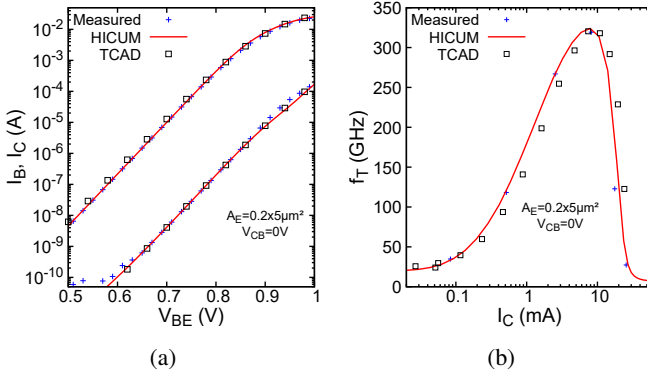 Measured
HICUM
TCAD
I_B, I_C (A)
10⁻¹
10⁻²
10⁻³
10⁻⁴
10⁻⁵
10⁻⁶
10⁻⁷
10⁻⁸
10⁻⁹
10⁻¹⁰
A_E=0.2x5µm²
V_CB=0V
0.5 0.6 0.7 0.8 0.9 1
V_BE (V)
(a)
Measured
HICUM
TCAD
f_T (GHz)
400
350
300
250
200
150
100
50
0
A_E=0.2x5µm²
V_CB=0V
0.1 1 10
I_C (mA)
(b)